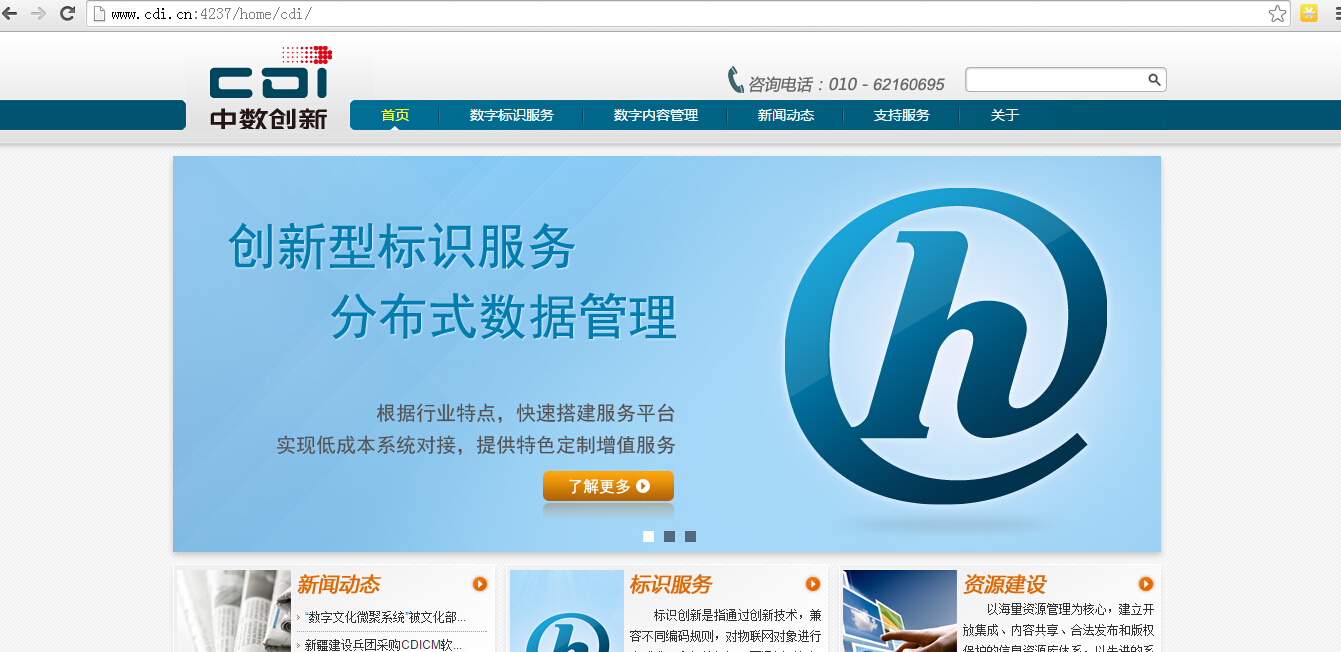 www.cdi.cn:4237/home/cdi/
CDI
中数创新
咨询电话：010 - 62160695
首页 数字标识服务 数字内容管理 新闻动态 支持服务 关于
创新型标识服务
分布式数据管理
h
根据行业特点，快速搭建服务平台
实现低成本系统对接，提供特色定制增值服务
了解更多
新闻动态
“数字文化微聚系统”被文化部...
新疆建设兵团采购CDICM软...
标识服务
标识创新是指通过创新技术，兼
容不同编码规则，对物联网对象进行
资源建设
以海量资源管理为核心，建立开
放集成、内容共享、合法发布和版权
保护的信息资源库体系，以先进的系